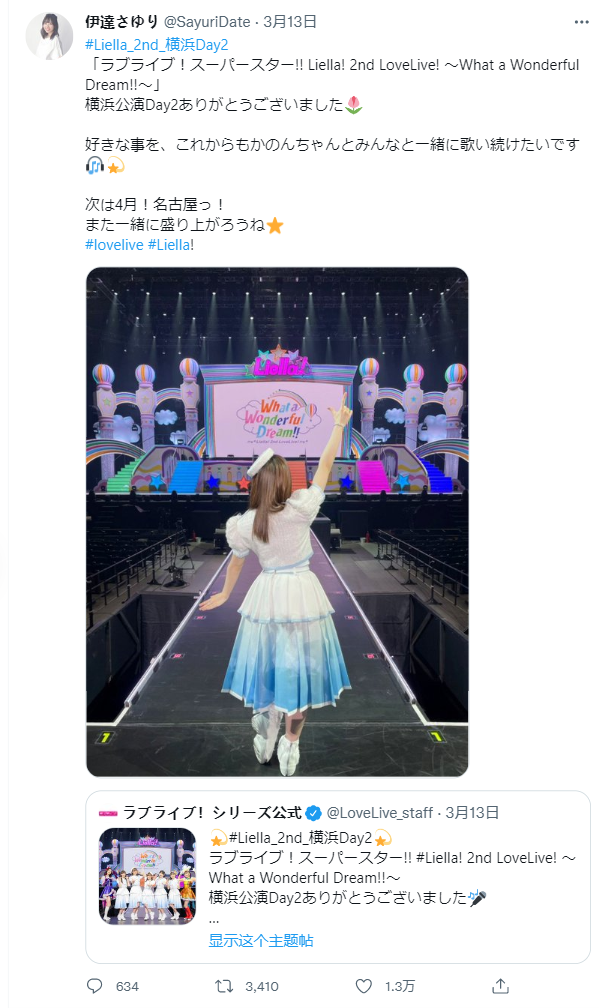 伊達さゆり @SayuriDate · 3月13日
#Liella_2nd_横浜Day2
「ラブライブ！スーパースター!! Liella! 2nd LoveLive! ～What a Wonderful
Dream!!～」
横浜公演Day2ありがとうございました🌷
好きな事を、これからもかのんちゃんとみんなと一緒に歌い続けたいです
🎧💫
次は4月！名古屋っ！
また一緒に盛り上がろうね⭐
#lovelive #Liella!
Liella!
What a
Wonderful
Dream!!
1
1
ラブライブ！シリーズ公式 @LoveLive_staff · 3月13日
💫#Liella_2nd_横浜Day2💫
ラブライブ！スーパースター!! #Liella! 2nd LoveLive! ～
What a Wonderful Dream!!～
横浜公演Day2ありがとうございました🎤
...
显示这个主题帖
634
3,410
1.3万